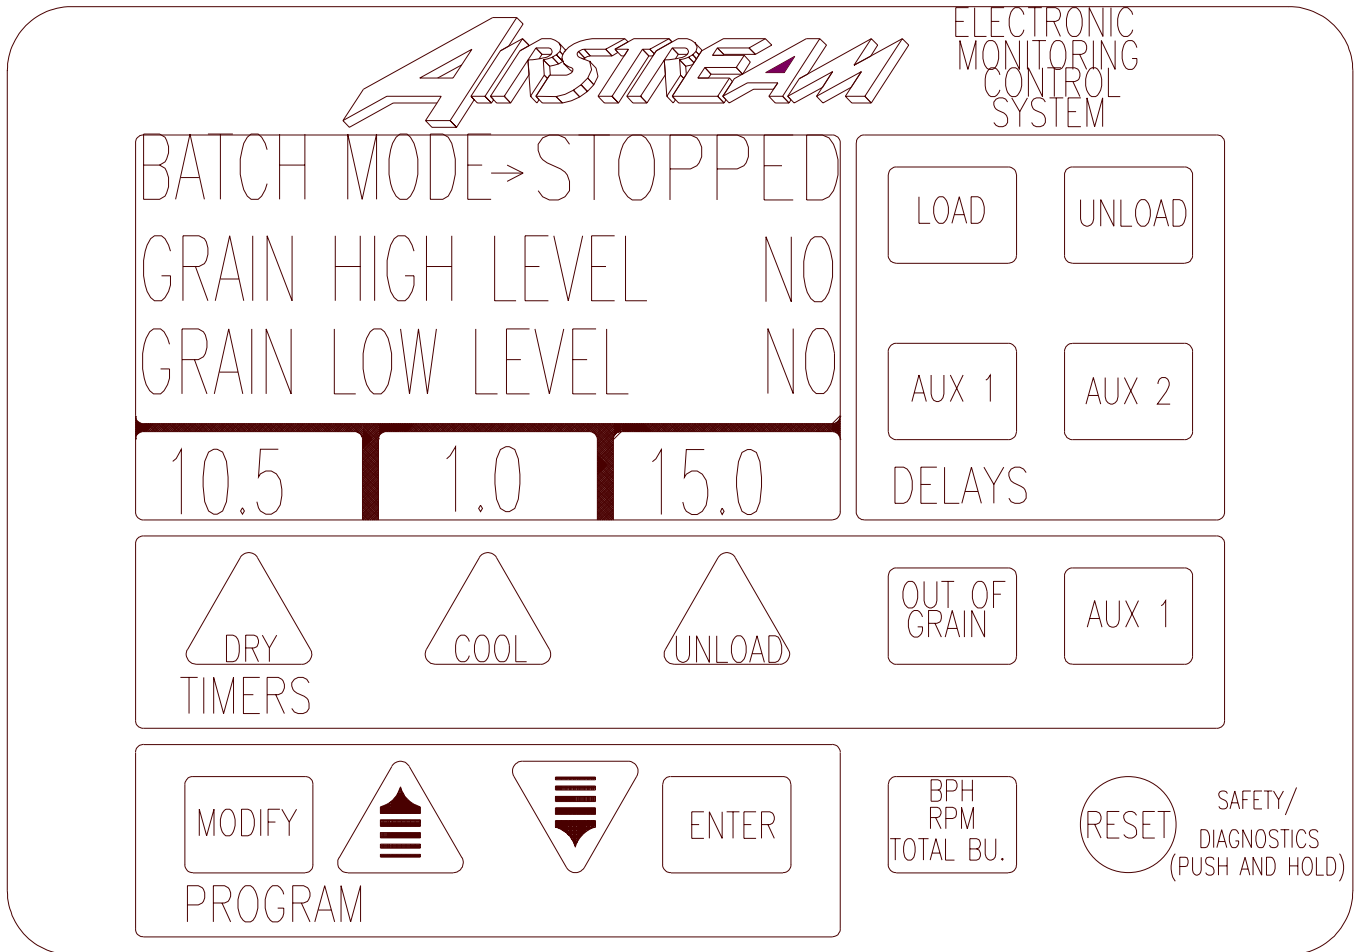 AIRSTREAM
ELECTRONIC
MONITORING
CONTROL
SYSTEM
BATCH MODE→STOPPED
GRAIN HIGH LEVEL NO
GRAIN LOW LEVEL NO
10.5 1.0 15.0
LOAD UNLOAD
AUX 1 AUX 2
DELAYS
DRY COOL UNLOAD
TIMERS
OUT OF
GRAIN
AUX 1
MODIFY ENTER
PROGRAM
BPH
RPM
TOTAL BU.
RESET
SAFETY/
DIAGNOSTICS
(PUSH AND HOLD)